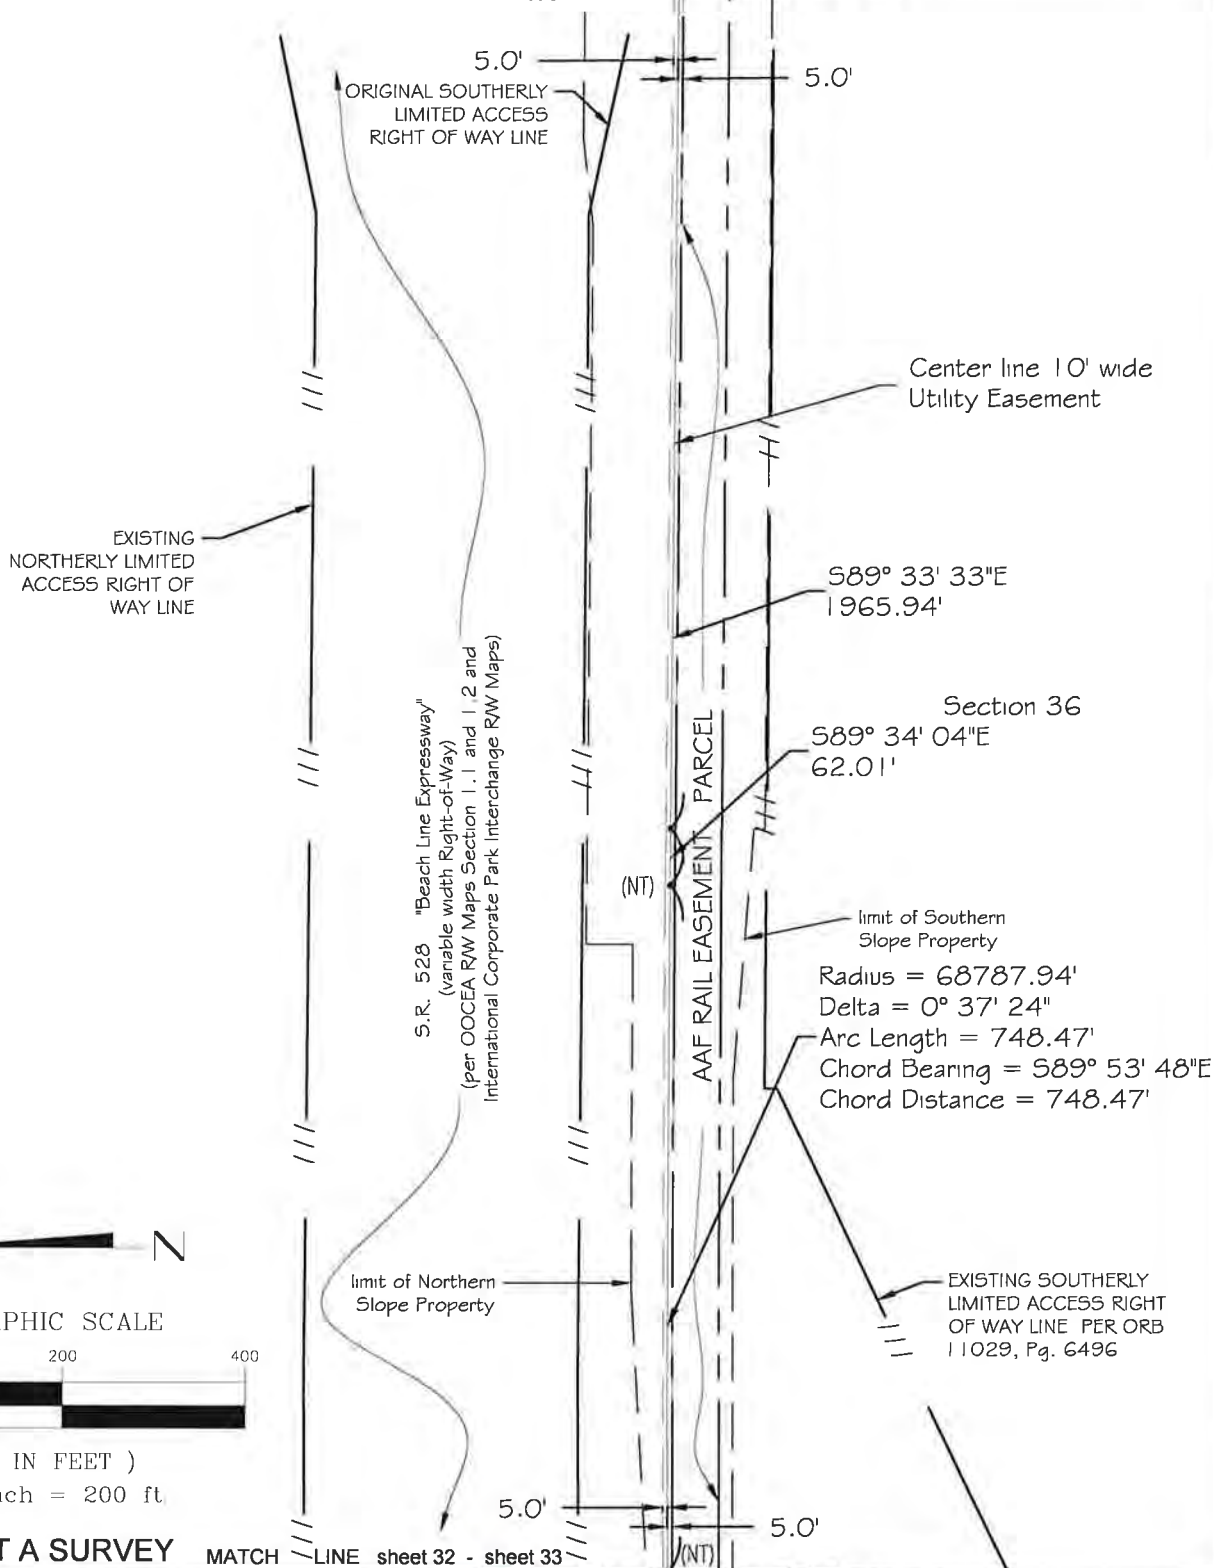 5.0'
5.0'
ORIGINAL SOUTHERLY
LIMITED ACCESS
RIGHT OF WAY LINE
Center line 10' wide
Utility Easement
EXISTING
NORTHERLY LIMITED
ACCESS RIGHT OF
WAY LINE
S89° 33' 33"E
1965.94'
Section 36
S89° 34' 04"E
62.01'
S.R. 528 "Beach Line Expressway"
(variable width Right-of-Way)
(per OOCEA R/W Maps Section 1.1 and 1.2 and
International Corporate Park Interchange R/W Maps)
AAF RAIL EASEMENT PARCEL
(NT)
limit of Southern
Slope Property
Radius = 68787.94'
Delta = 0° 37' 24"
Arc Length = 748.47'
Chord Bearing = S89° 53' 48"E
Chord Distance = 748.47'
N
limit of Northern
Slope Property
EXISTING SOUTHERLY
LIMITED ACCESS RIGHT
OF WAY LINE PER ORB
11029, Pg. 6496
PHIC SCALE
200 400
IN FEET )
ch = 200 ft
5.0'
5.0'
T A SURVEY
MATCH LINE sheet 32 - sheet 33
(NT)